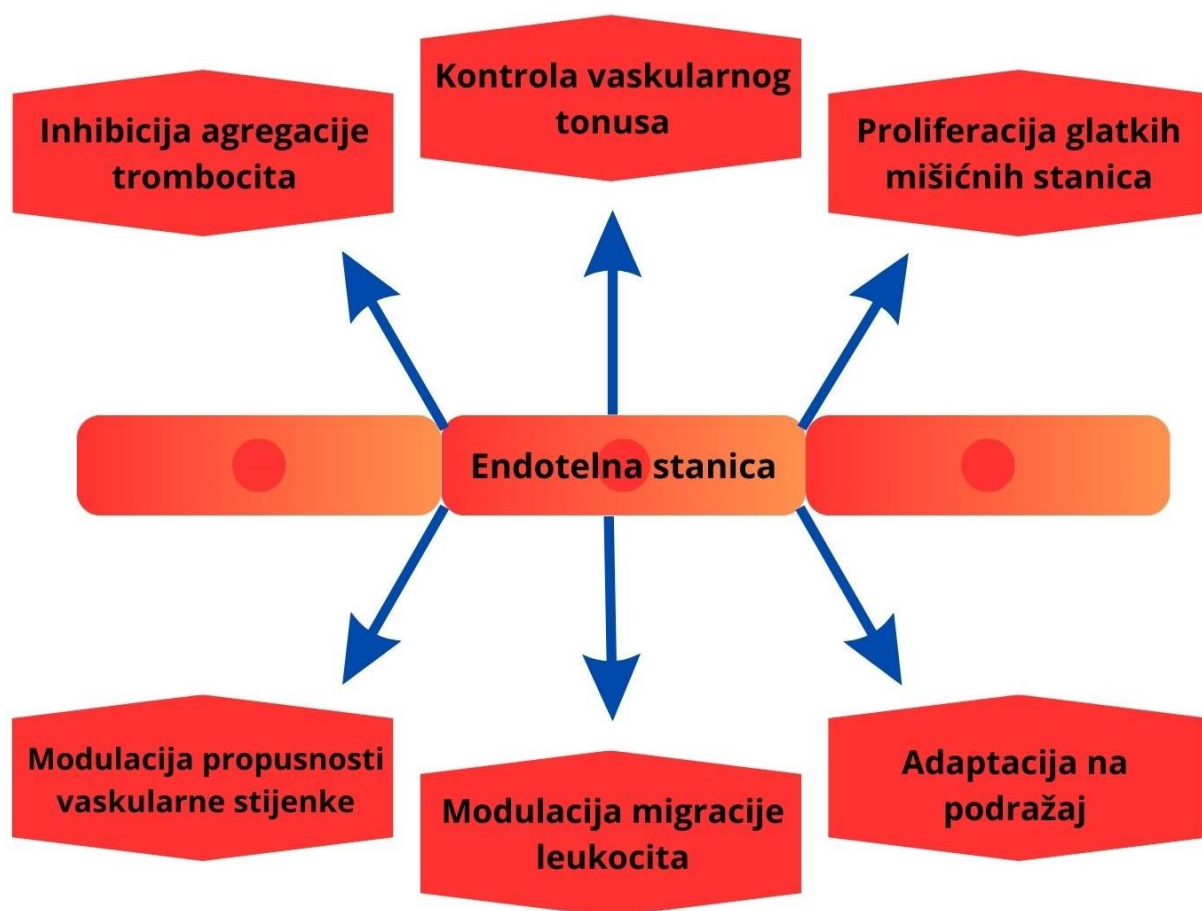 Kontrola vaskularnog
tonusa
Inhibicija agregacije
trombocita
Proliferacija glatkih
mišićnih stanica
Endotelna stanica
Modulacija propusnosti
vaskularne stijenke
Modulacija migracije
leukocita
Adaptacija na
podražaj